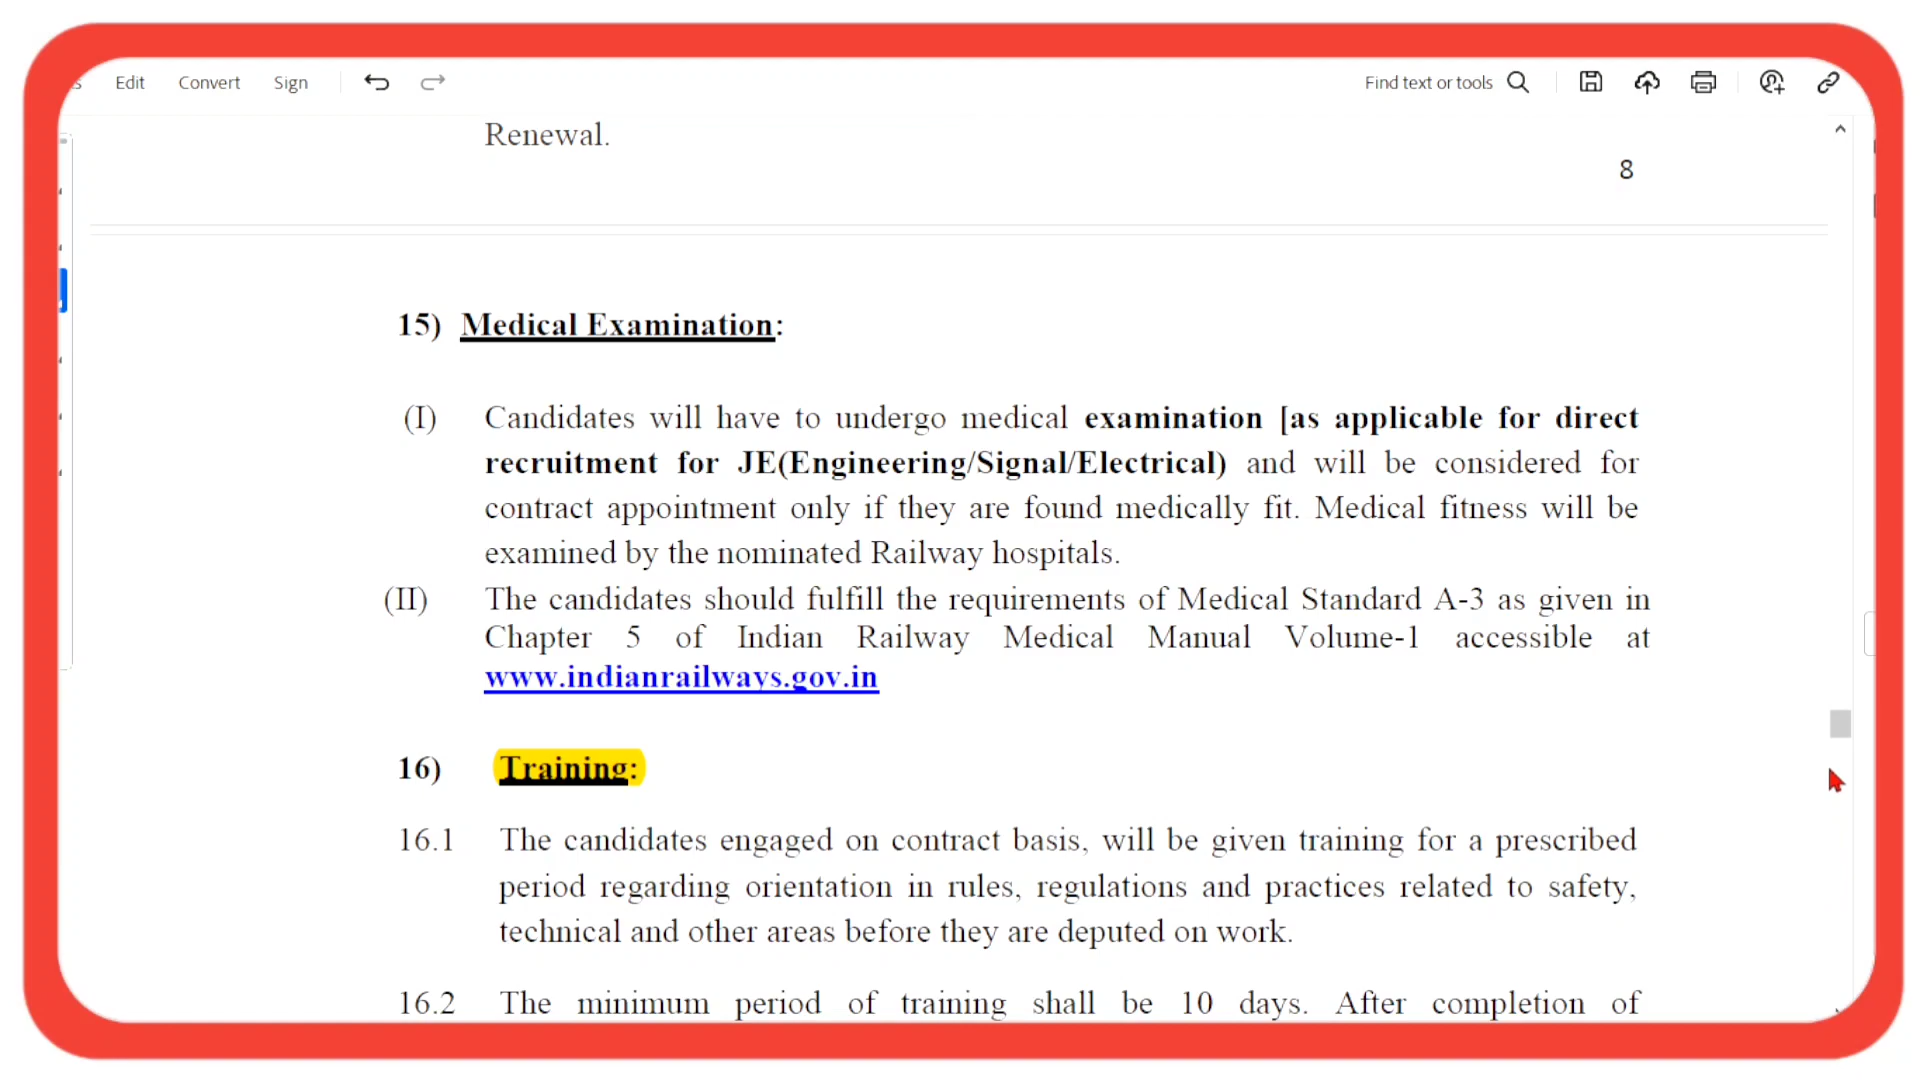 Edit Convert Sign Find text or tools
Renewal.
8
15) Medical Examination:
(I) Candidates will have to undergo medical examination [as applicable for direct
recruitment for JE(Engineering/Signal/Electrical) and will be considered for
contract appointment only if they are found medically fit. Medical fitness will be
examined by the nominated Railway hospitals.
(II) The candidates should fulfill the requirements of Medical Standard A-3 as given in
Chapter 5 of Indian Railway Medical Manual Volume-1 accessible at
www.indianrailways.gov.in
16) Training:
16.1 The candidates engaged on contract basis, will be given training for a prescribed
period regarding orientation in rules, regulations and practices related to safety,
technical and other areas before they are deputed on work.
16.2 The minimum period of training shall be 10 days. After completion of